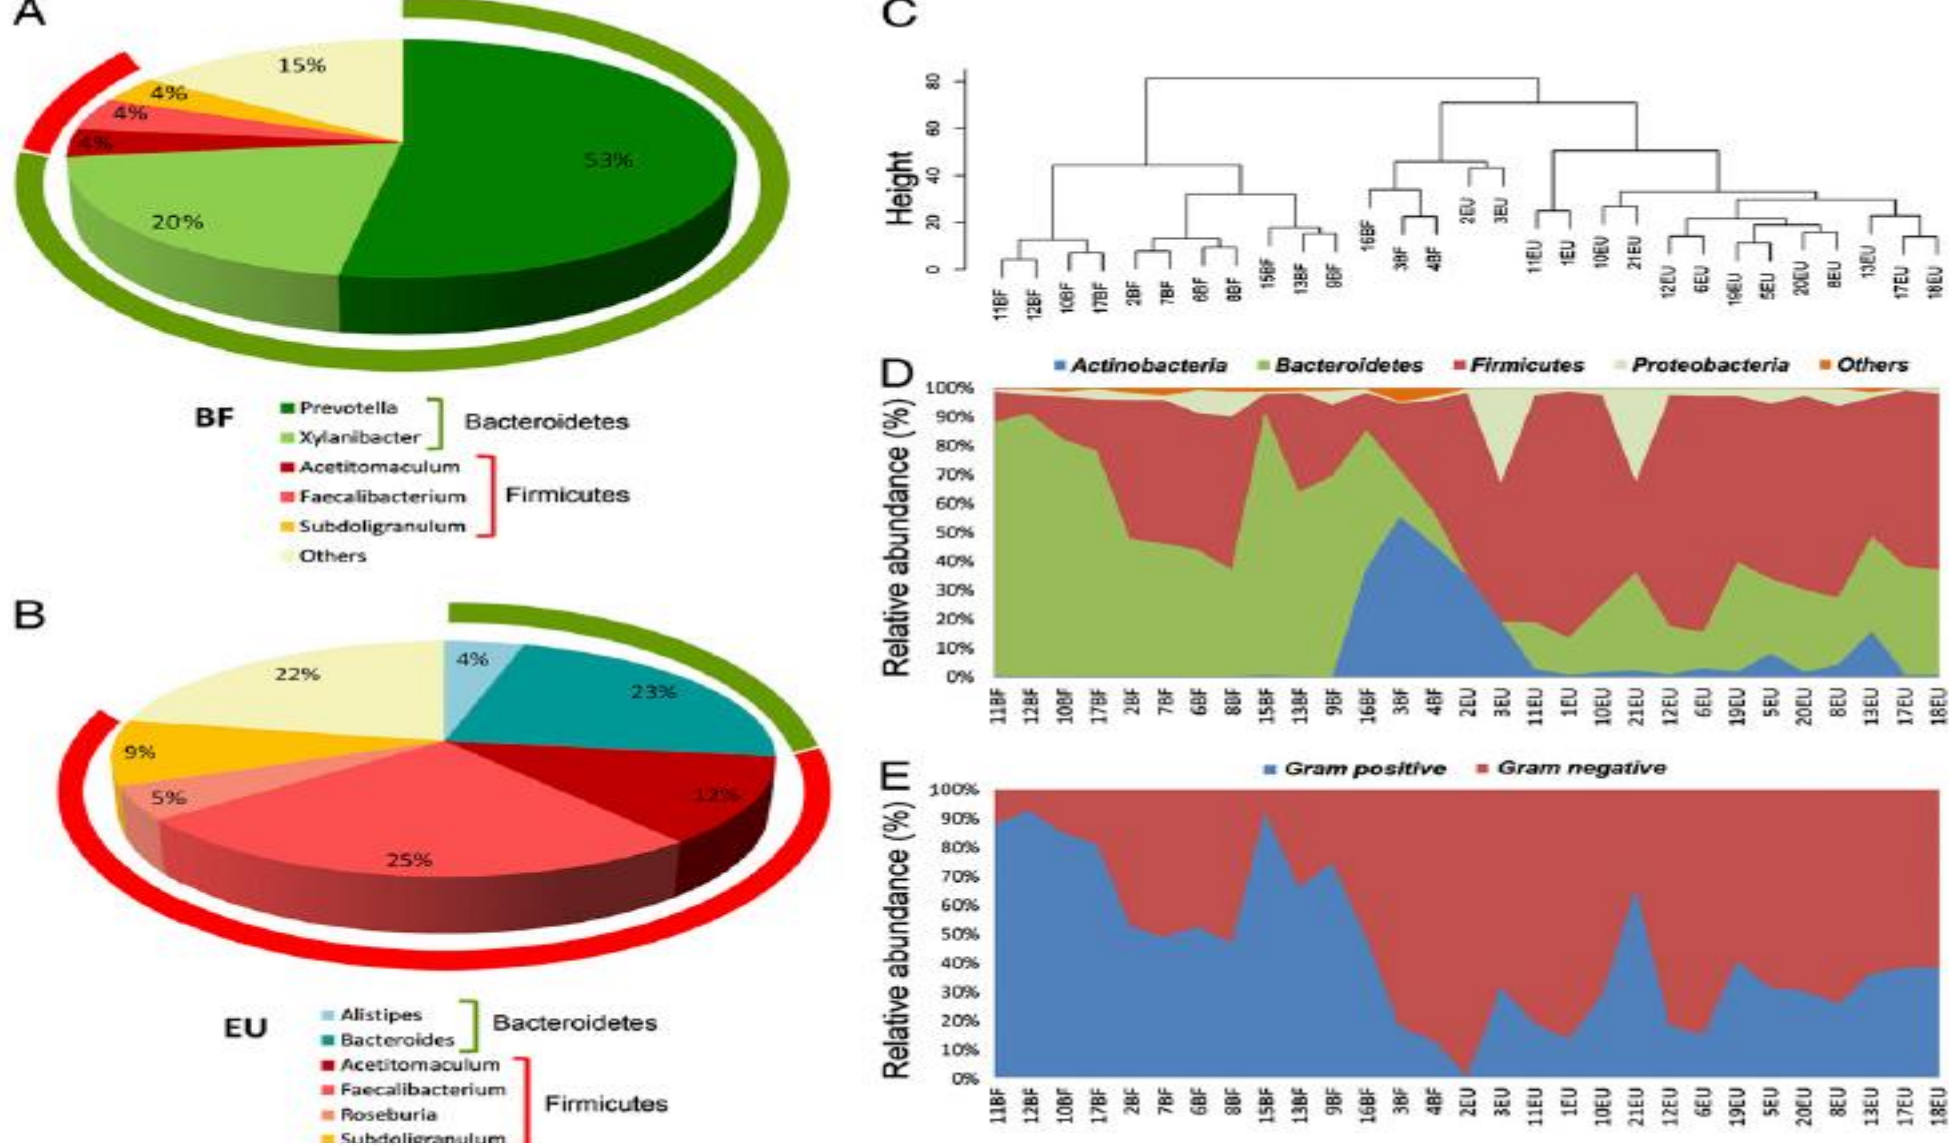 A
15%
4%
4%
4%
53%
20%
BF
Prevotella
Xylanibacter
Bacteroidetes
Acetitomaculum
Faecalibacterium
Subdoligranulum
Firmicutes
Others
B
4%
22%
23%
9%
12%
5%
25%
EU
Alistipes
Bacteroides
Bacteroidetes
Acetitomaculum
Faecalibacterium
Roseburia
Subdoligranulum
Firmicutes
C
Height
80
60
40
20
0
11BF 12BF 10BF 17BF 2BF 7BF 6BF 8BF 15BF 13BF 9BF 16BF 3BF 4BF 2EU 3EU 11EU 1EU 10EU 21EU 12EU 6EU 19EU 5EU 20EU 8EU 13EU 17EU 18EU
D
Actinobacteria Bacteroidetes Firmicutes Proteobacteria Others
Relative abundance (%)
100%
90%
80%
70%
60%
50%
40%
30%
20%
10%
0%
11BF 12BF 10BF 17BF 2BF 7BF 6BF 8BF 15BF 13BF 9BF 16BF 3BF 4BF 2EU 3EU 11EU 1EU 10EU 21EU 12EU 6EU 19EU 5EU 20EU 8EU 13EU 17EU 18EU
E
Gram positive Gram negative
Relative abundance (%)
100%
90%
80%
70%
60%
50%
40%
30%
20%
10%
0%
11BF 12BF 10BF 17BF 2BF 7BF 6BF 8BF 15BF 13BF 9BF 16BF 3BF 4BF 2EU 3EU 11EU 1EU 10EU 21EU 12EU 6EU 19EU 5EU 20EU 8EU 13EU 17EU 18EU